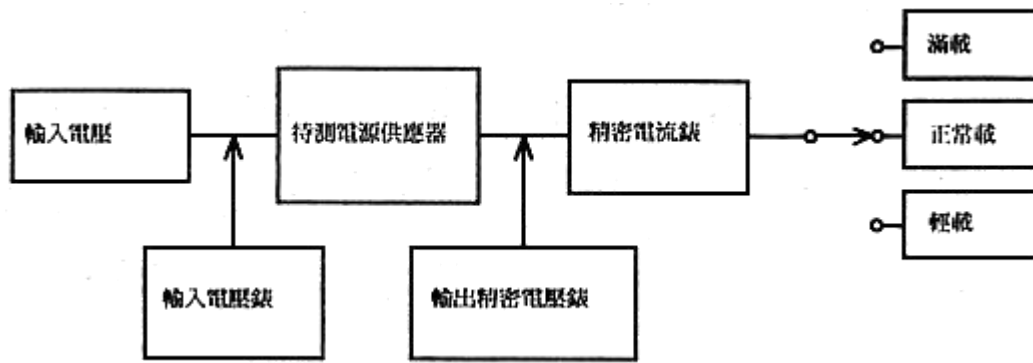 滿載
輸入電壓
待測電源供應器
精密電流錶
正常載
輕載
輸入電壓錶
輸出精密電壓錶